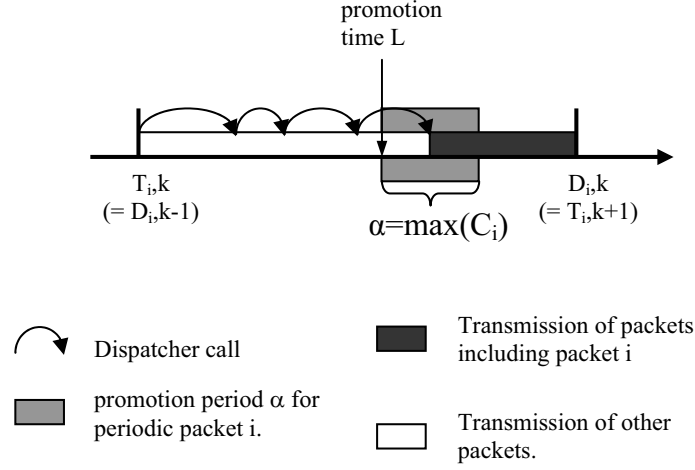 promotion
time L
T_i,k
(= D_i,k-1)
D_i,k
(= T_i,k+1)
α=max(C_i)
Dispatcher call
promotion period α for
periodic packet i.
Transmission of packets
including packet i
Transmission of other
packets.